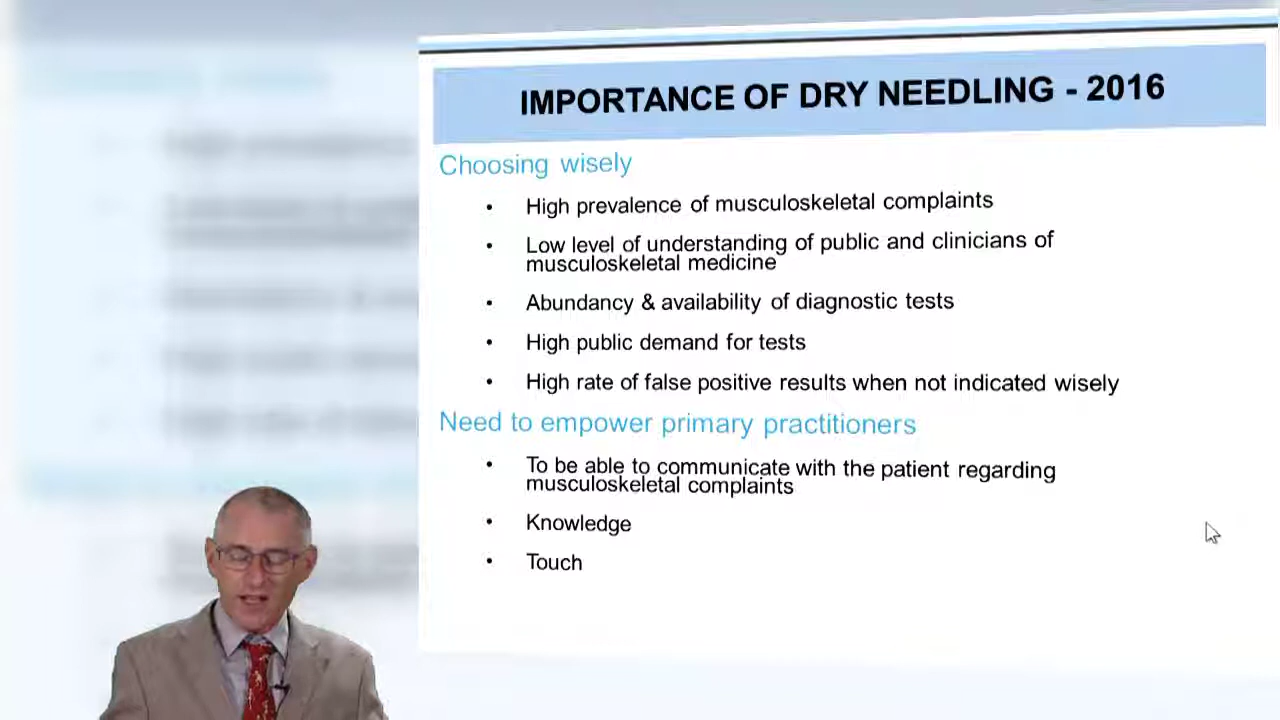 IMPORTANCE OF DRY NEEDLING - 2016
Choosing wisely
• High prevalence of musculoskeletal complaints
• Low level of understanding of public and clinicians of
musculoskeletal medicine
• Abundancy & availability of diagnostic tests
• High public demand for tests
• High rate of false positive results when not indicated wisely
Need to empower primary practitioners
• To be able to communicate with the patient regarding
musculoskeletal complaints
• Knowledge
• Touch